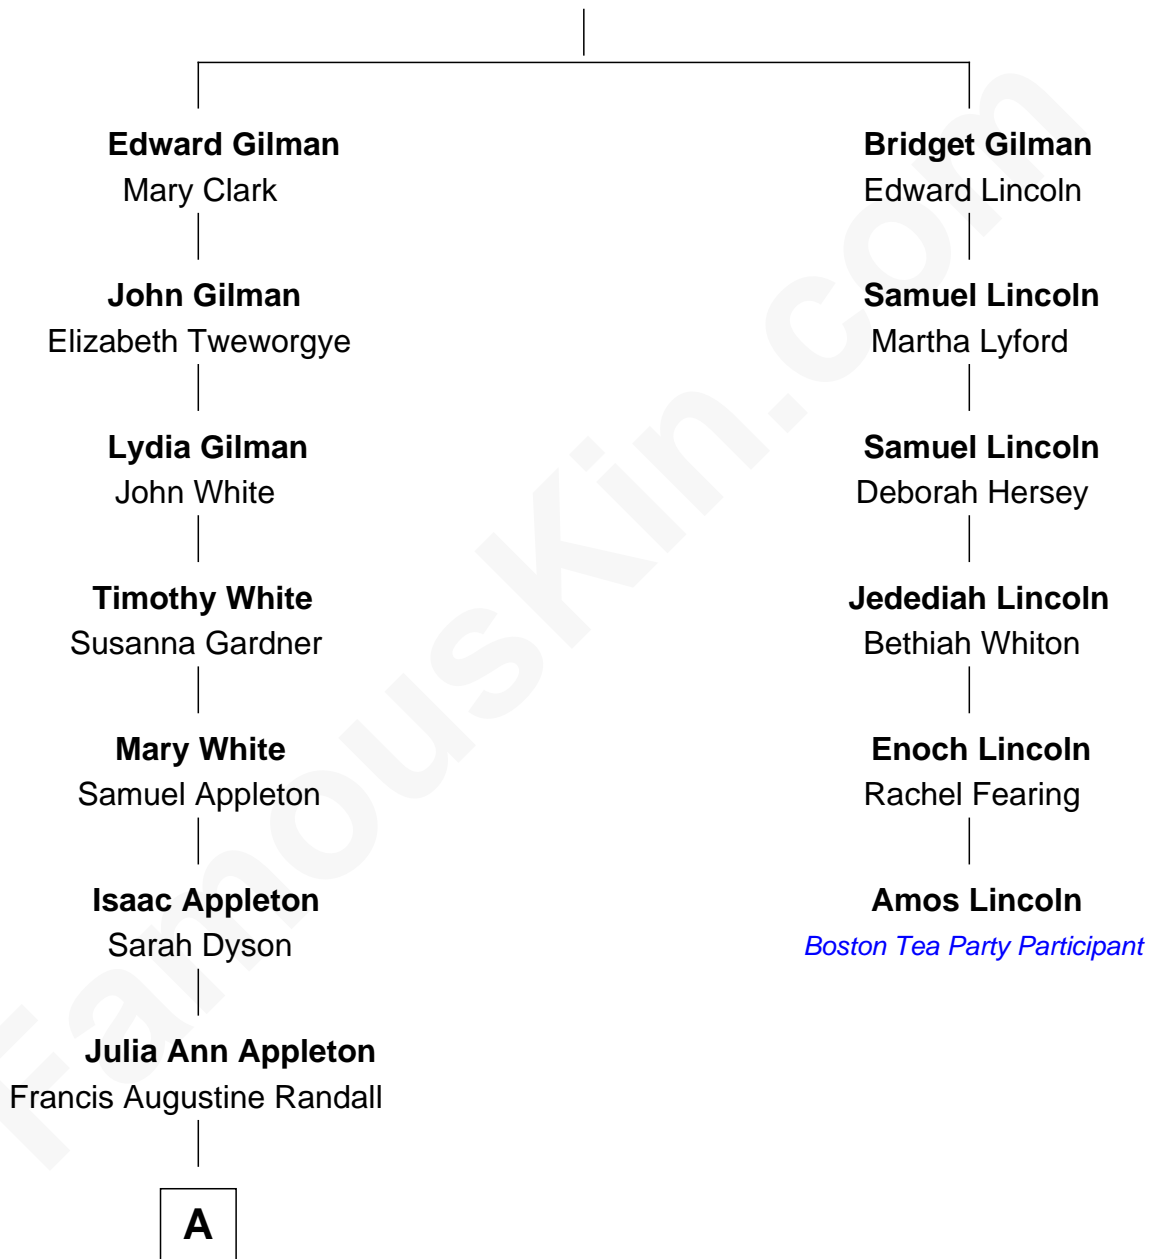 Edward Gilman
Mary Clark
John Gilman
Elizabeth Tweworgye
Lydia Gilman
John White
Timothy White
Susanna Gardner
Mary White
Samuel Appleton
Isaac Appleton
Sarah Dyson
Julia Ann Appleton
Francis Augustine Randall
A
Bridget Gilman
Edward Lincoln
Samuel Lincoln
Martha Lyford
Samuel Lincoln
Deborah Hersey
Jedediah Lincoln
Bethiah Whiton
Enoch Lincoln
Rachel Fearing
Amos Lincoln
Boston Tea Party Participant
FamousKin.com